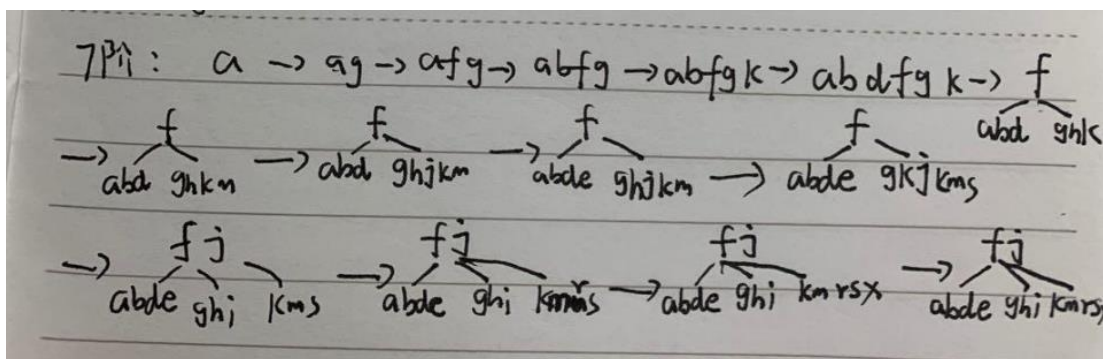 7阶: a → ag → afg → abfg → abfgk → abdfgk → f
abd ghk
→ f → f → f → f
abd ghkm abd ghjkm abde ghjkm abde gkjkms
→ fj → fj → fj → fj
abde ghi kms abde ghi abde ghi kmrsx abde ghi kmrs